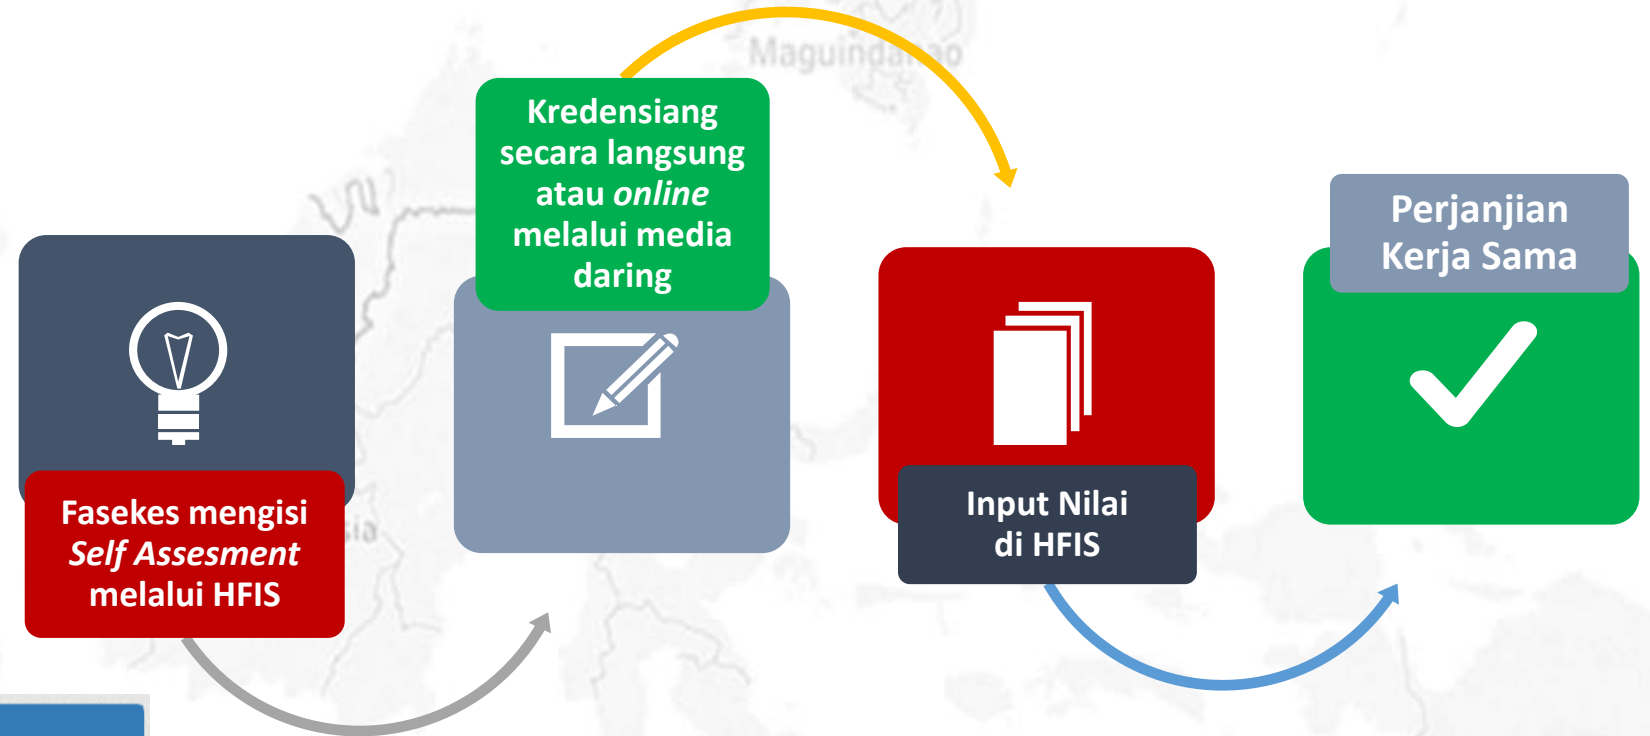 Maguindanao
Kredensiang
secara langsung
atau online
melalui media
daring
Perjanjian
Kerja Sama
Fasekes mengisi
Self Assesment
melalui HFIS
Input Nilai
di HFIS